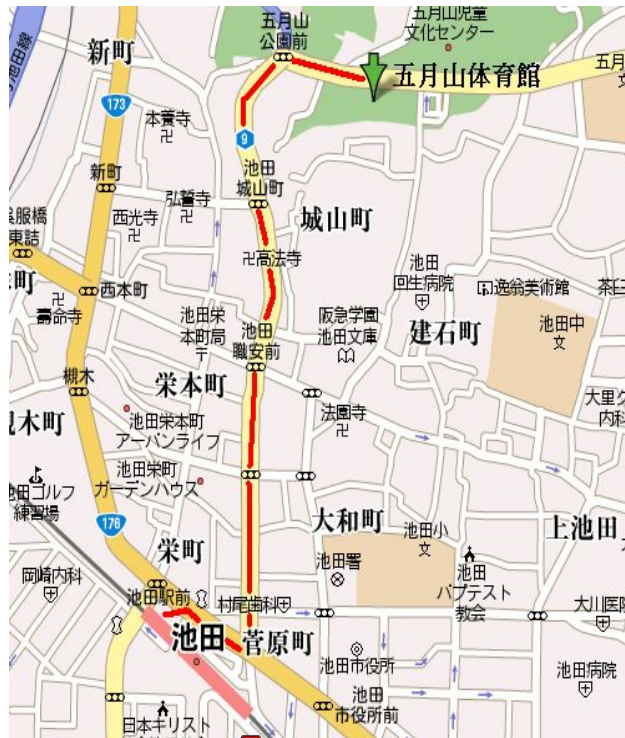 五月山児童
文化センター
五月山
公園前
新町
池田線
五月山体育館
173
本養寺
9
池田
城山町
新町
弘誓寺
西光寺
城山町
呉服橋
東詰
高法寺
池田
回生病院
逸翁美術館
西本町
壽命寺
池田栄
本町局
阪急学園
池田文庫
池田
職安前
建石町
池田中
文
槻木
栄本町
法園寺
池田栄本町
アーバンライフ
池田栄町
ガーデンハウス
池田ゴルフ
練習場
176
大和町
池田小
文
上池田
栄町
岡崎内科
池田署
池田
バプテスト
教会
池田駅前
村尾歯科
大川医院
池田
菅原町
池田市役所
池田病院
池田
市役所前
日本キリスト